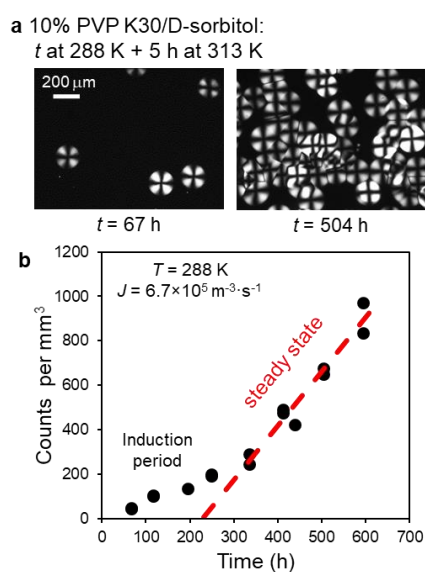 a 10% PVP K30/D-sorbitol:
t at 288 K + 5 h at 313 K
200 μm
t = 67 h
t = 504 h
b
1200
1000
800
600
400
200
0
Counts per mm³
T = 288 K
J = 6.7×10⁵ m⁻³·s⁻¹
steady state
Induction
period
0 100 200 300 400 500 600 700
Time (h)